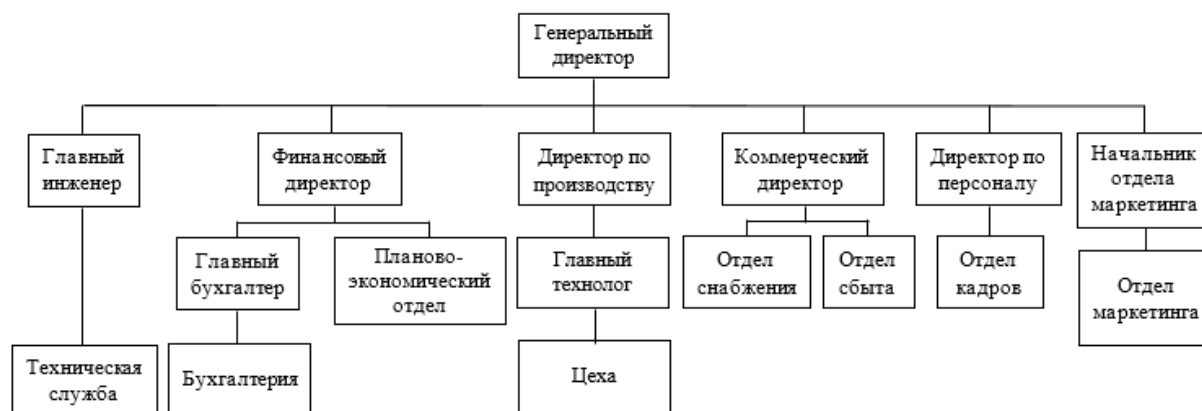 Генеральный
директор
Главный
инженер
Финансовый
директор
Директор по
производству
Коммерческий
директор
Директор по
персоналу
Начальник
отдела
маркетинга
Главный
бухгалтер
Планово-
экономический
отдел
Главный
технолог
Отдел
снабжения
Отдел
сбыта
Отдел
кадров
Отдел
маркетинга
Техническая
служба
Бухгалтерия
Цеха